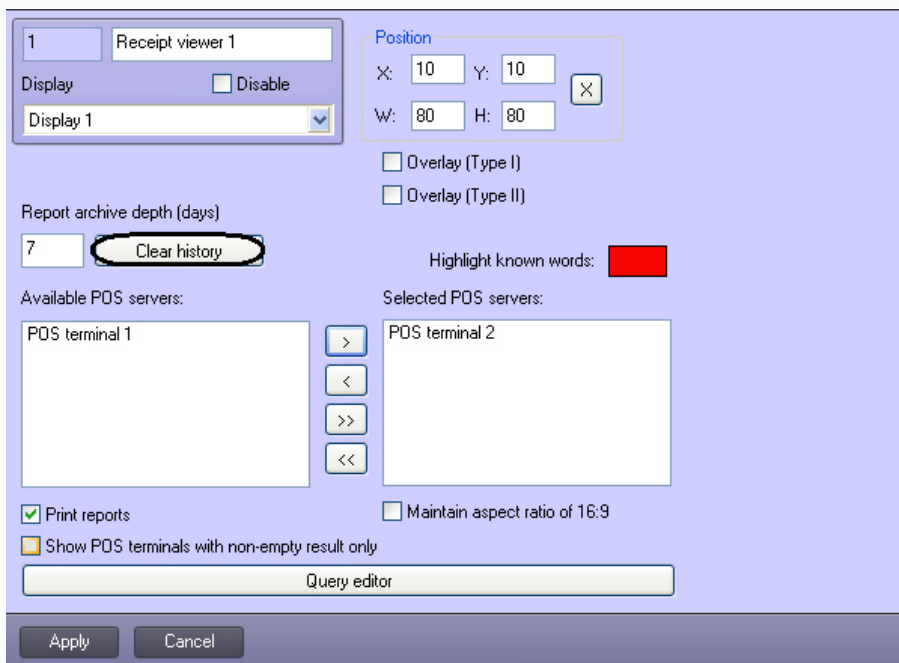 1 Receipt viewer 1
Display Disable
Display 1
Position
X: 10 Y: 10
X
W: 80 H: 80
Overlay (Type I)
Overlay (Type II)
Report archive depth (days)
7 Clear history
Highlight known words:
Available POS servers: Selected POS servers:
POS terminal 1 POS terminal 2
>
<
>>
<<
Print reports Maintain aspect ratio of 16:9
Show POS terminals with non-empty result only
Query editor
Apply Cancel